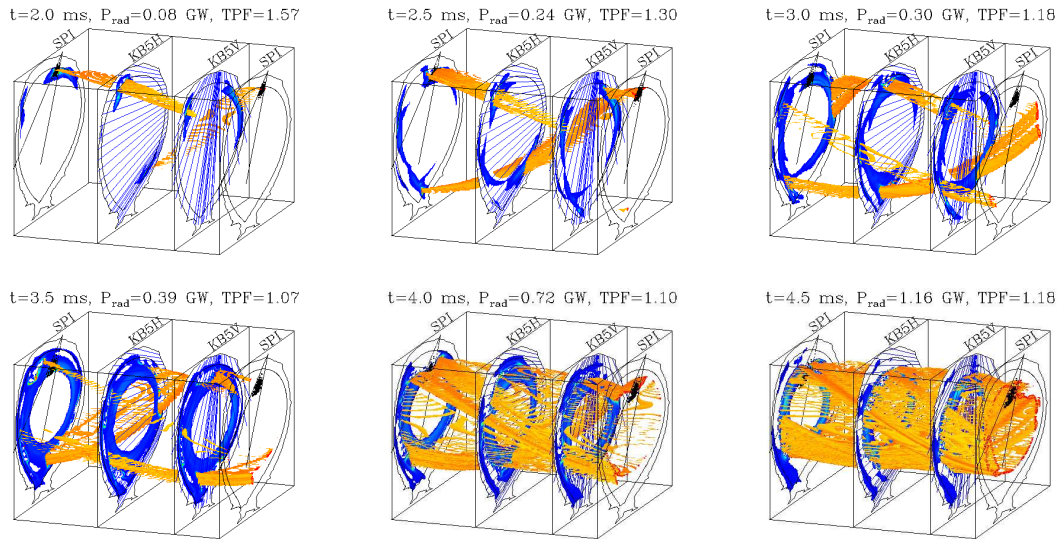 t=2.0 ms, P_rad=0.08 GW, TPF=1.57
SPI KB5H KB5V SPI
t=2.5 ms, P_rad=0.24 GW, TPF=1.30
SPI KB5H KB5V SPI
t=3.0 ms, P_rad=0.30 GW, TPF=1.18
SPI KB5H KB5V SPI
t=3.5 ms, P_rad=0.39 GW, TPF=1.07
SPI KB5H KB5V SPI
t=4.0 ms, P_rad=0.72 GW, TPF=1.10
SPI KB5H KB5V SPI
t=4.5 ms, P_rad=1.16 GW, TPF=1.18
SPI KB5H KB5V SPI